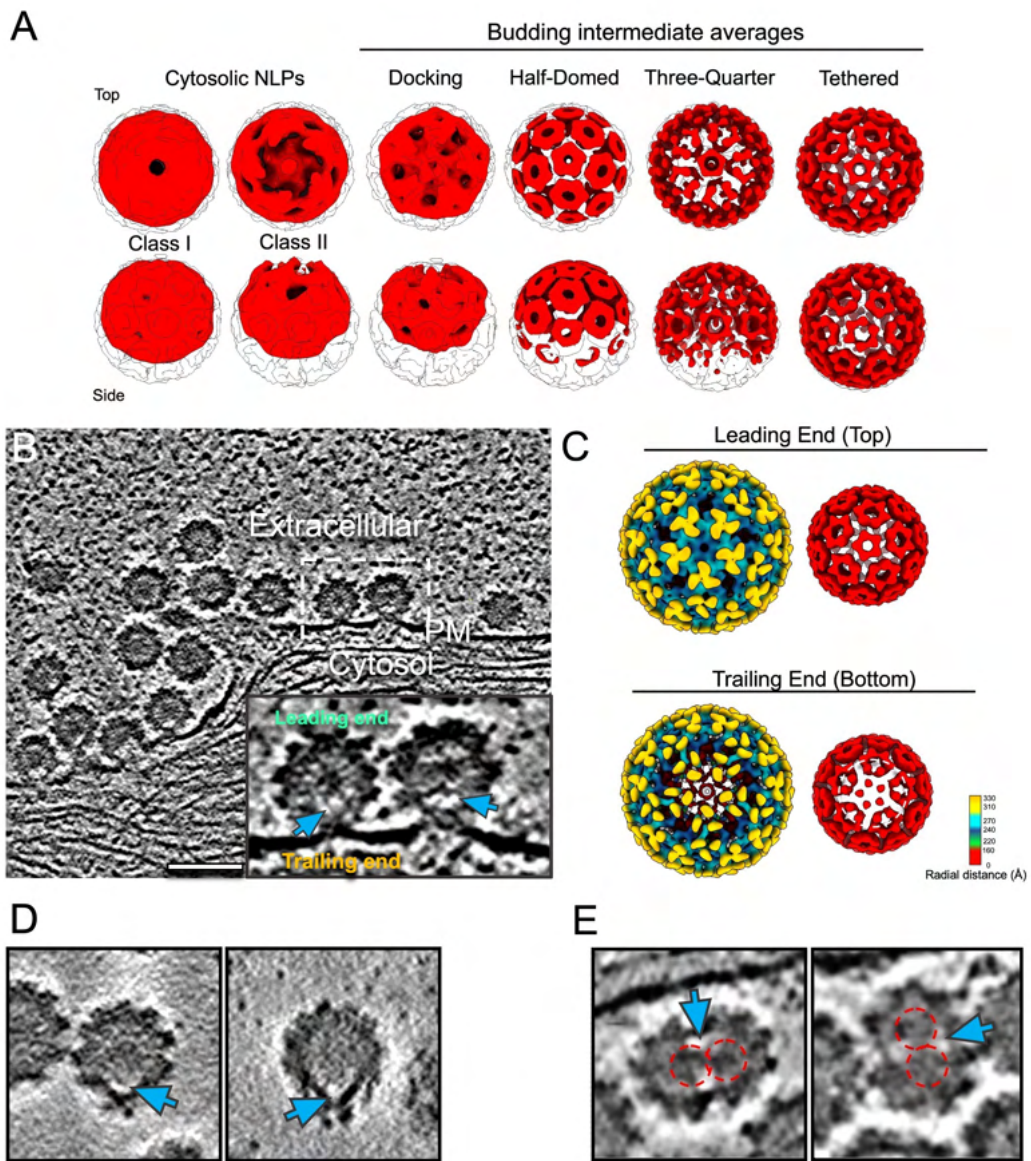 A
Budding intermediate averages
Cytosolic NLPs
Docking
Half-Domed
Three-Quarter
Tethered
Top
Class I
Class II
Side
B
Extracellular
PM
Cytosol
Leading end
Trailing end
C
Leading End (Top)
Trailing End (Bottom)
330
310
270
240
220
160
0
Radial distance (Å)
D
E